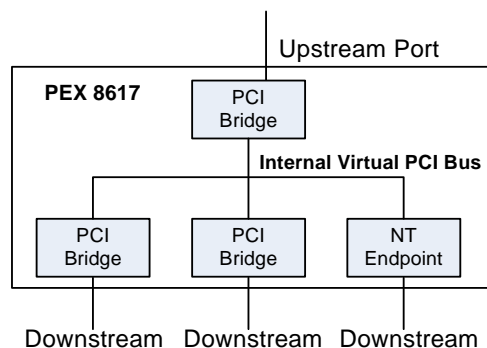 Upstream Port
PEX 8617
PCI
Bridge
Internal Virtual PCI Bus
PCI
Bridge
PCI
Bridge
NT
Endpoint
Downstream Downstream Downstream